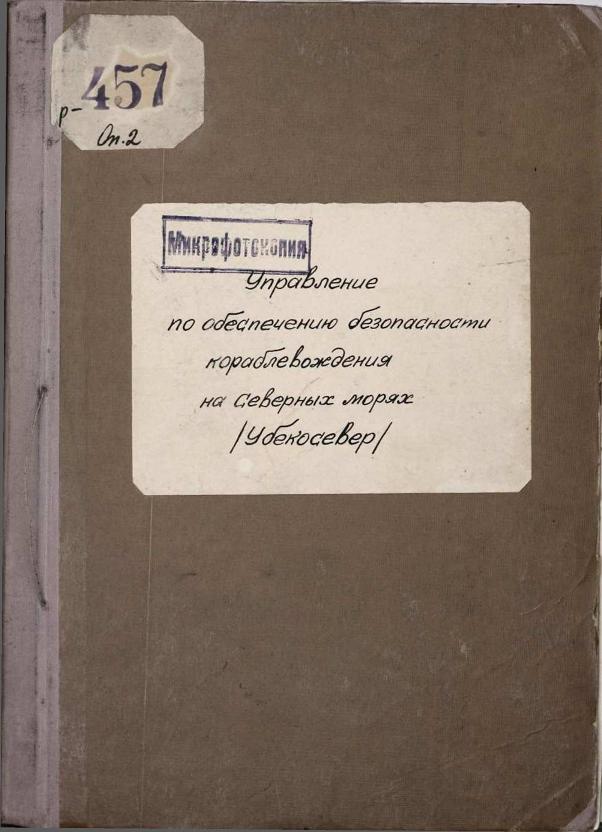 457
р-
Оп.2
Микрофотокопия
Управление
по обеспечению безопасности
кораблевождения
на Северных морях
/Убекосевер/